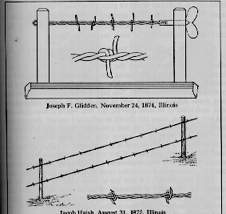 Joseph F. Glidden, November 24, 1874, Illinois
Jacob Haish, August 31, 1875, Illinois